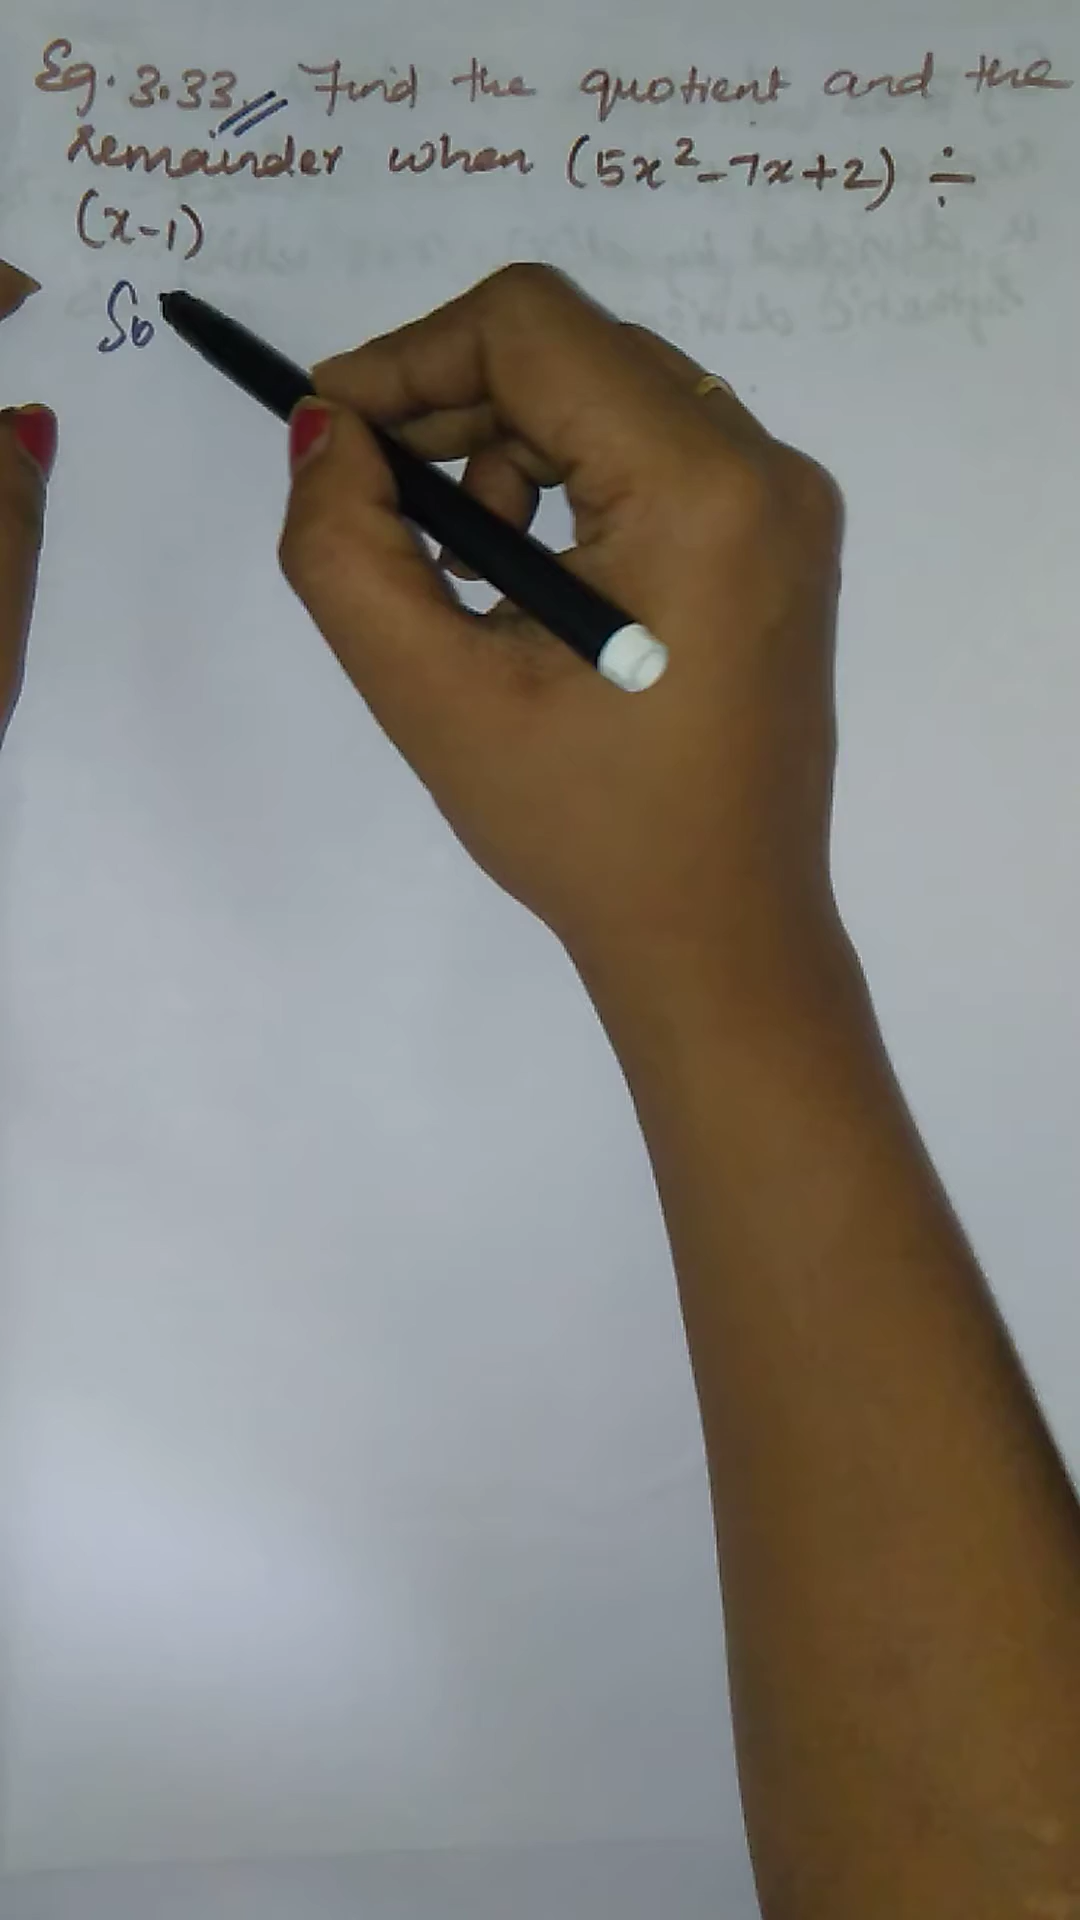 Eg. 3.33 Find the quotient and the
remainder when (5x²-7x+2) ÷
(x-1)
So